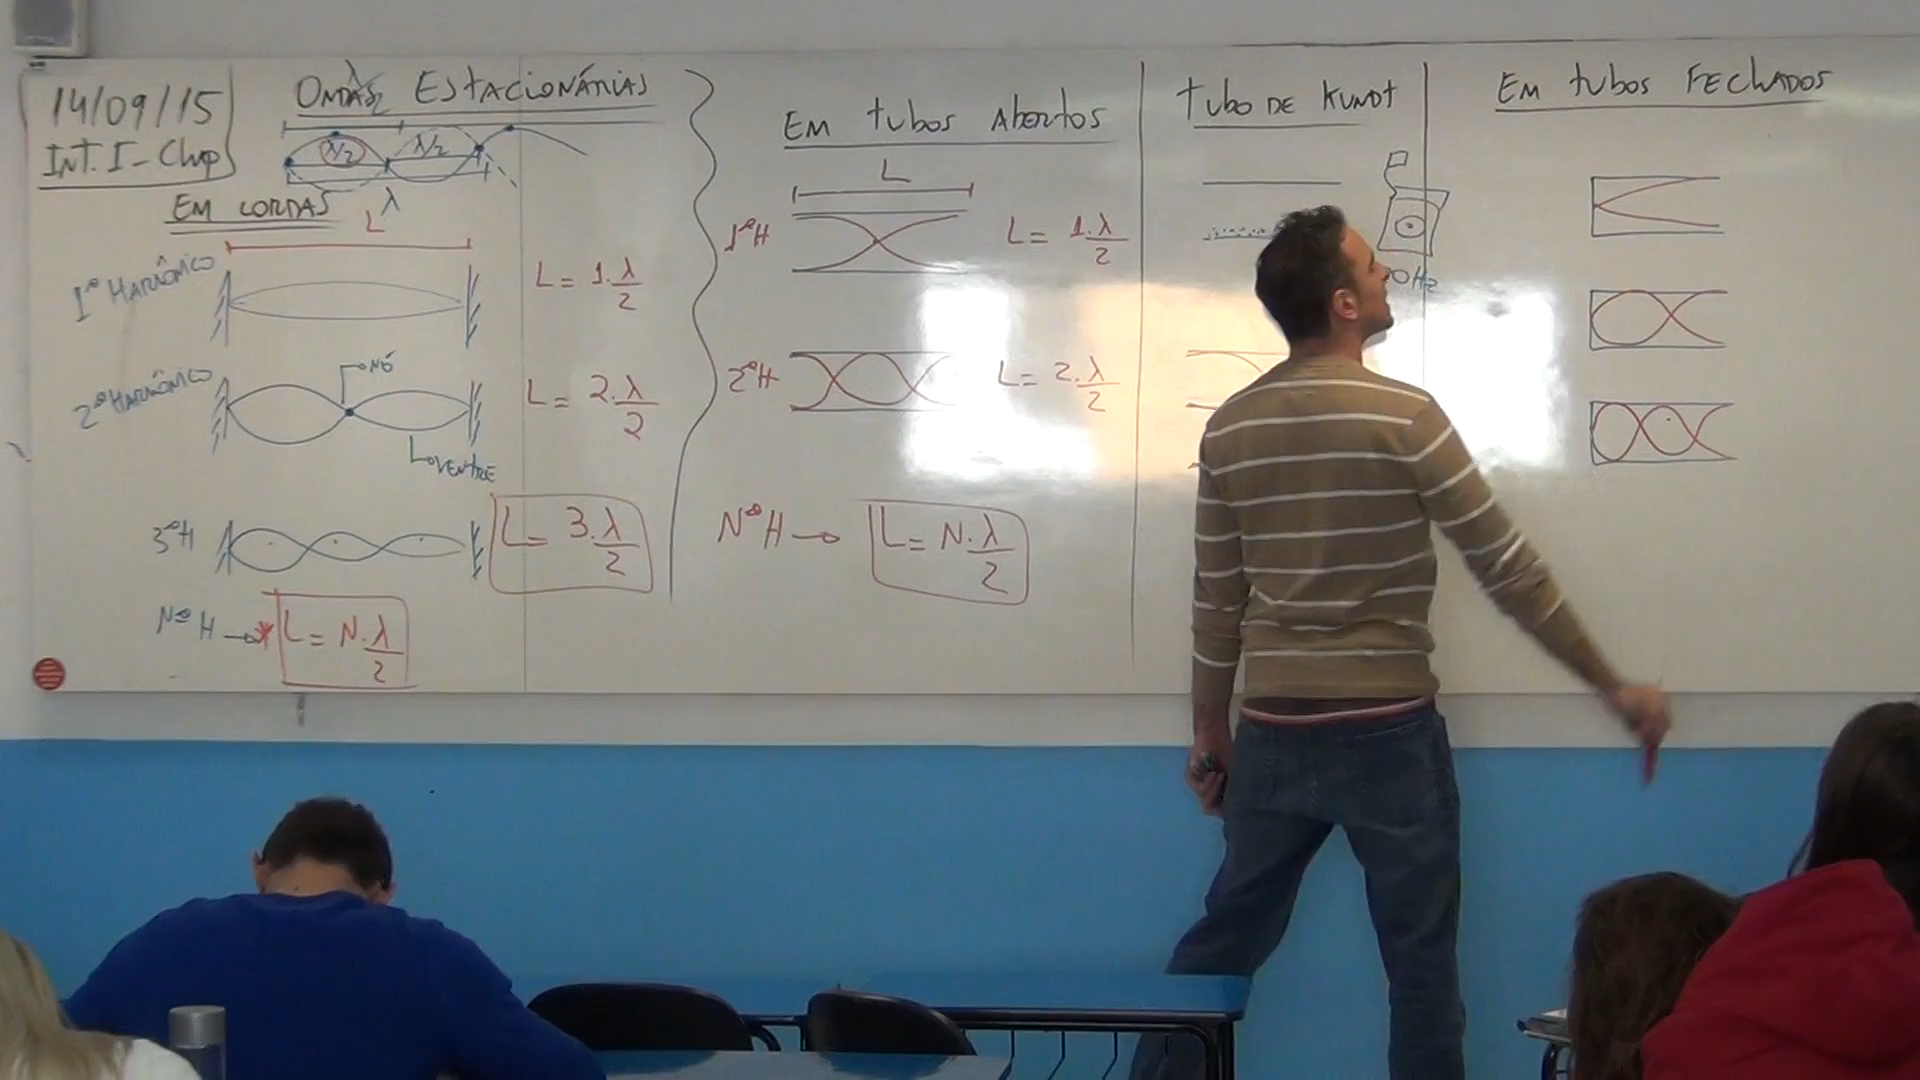 14/09/15
INT. I - Clup
ONDAS ESTACIONÁRIAS
λ
λ/2
λ/2
λ
EM CORDAS
L
1º HARMÔNICO
L = 1.λ/2
2º HARMÔNICO
NÓ
L = 2.λ/2
VENTRE
3ºH
L = 3.λ/2
Nº H → * L = N.λ/2
EM tubos Abertos
L
1ºH
L = 1.λ/2
2ºH
L = 2.λ/2
NºH → L = N.λ/2
tubo DE KUNDT
0Hz
EM tubos FECHADOS